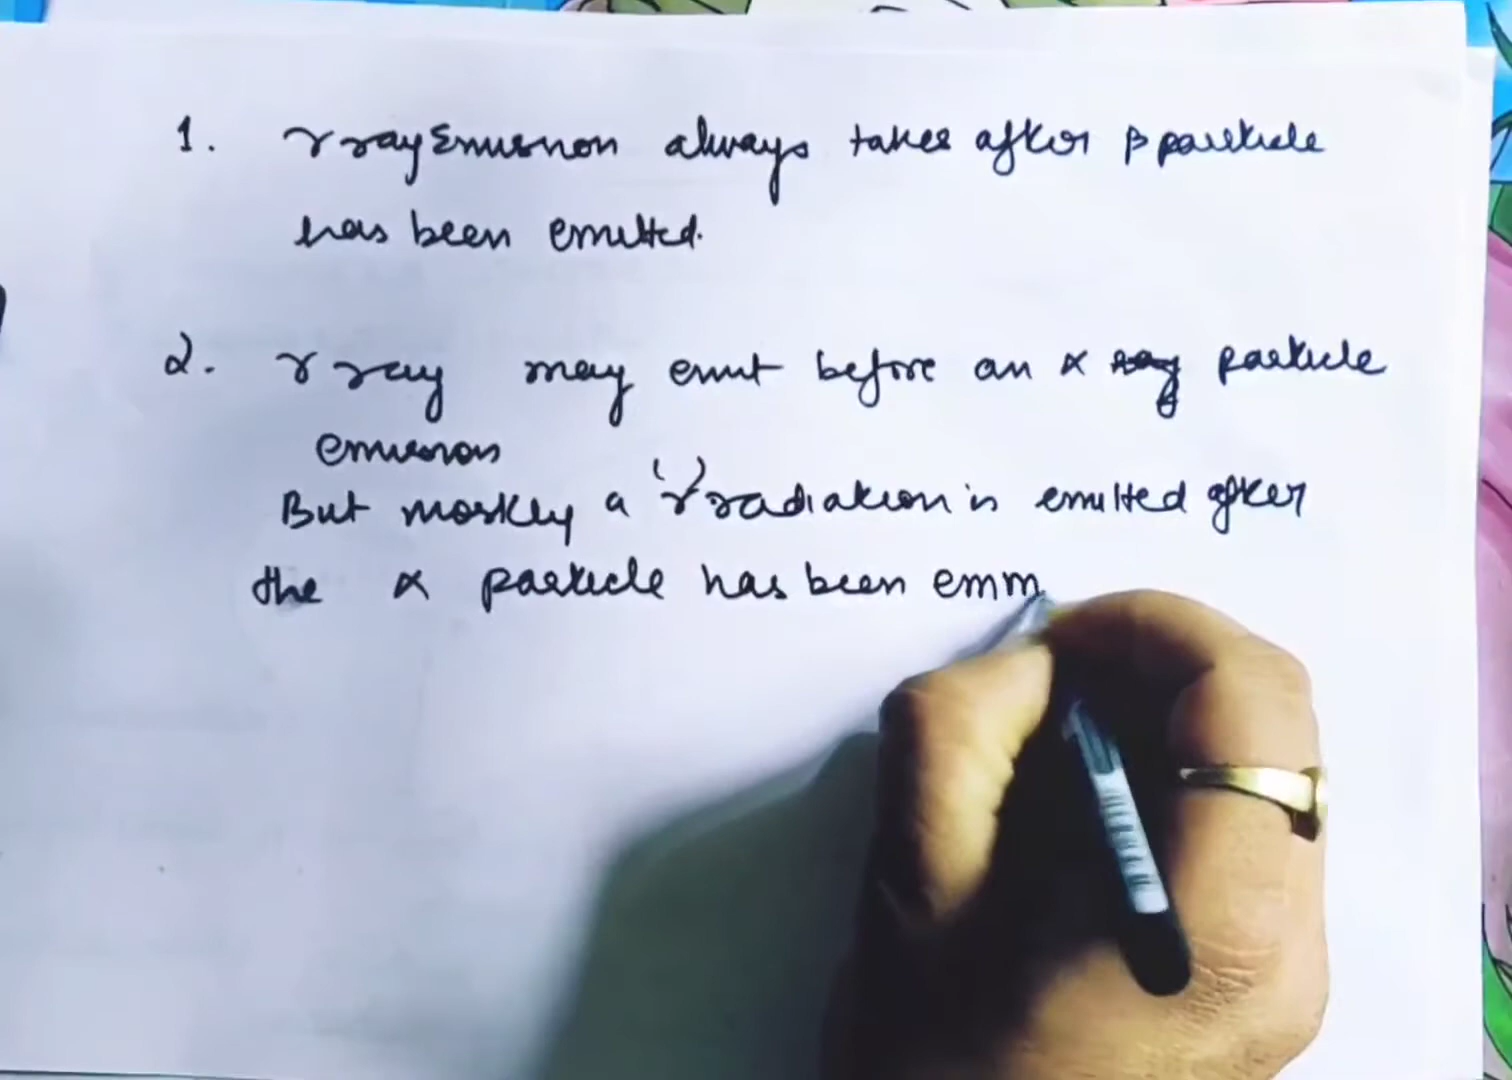 1. γ ray Emission always takes after β particle
has been emitted.
2. γ ray may emit before an α particle
emission
But mostly a (γ) radiation is emitted after
the α particle has been emm